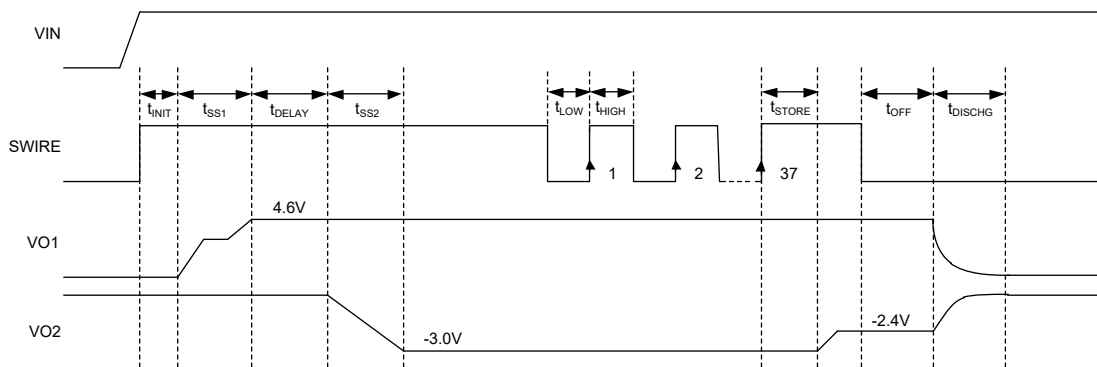 VIN
tINIT
tSS1
tDELAY
tSS2
tLOW
tHIGH
tSTORE
tOFF
tDISCHG
SWIRE
1
2
37
4.6V
VO1
VO2
-3.0V
-2.4V